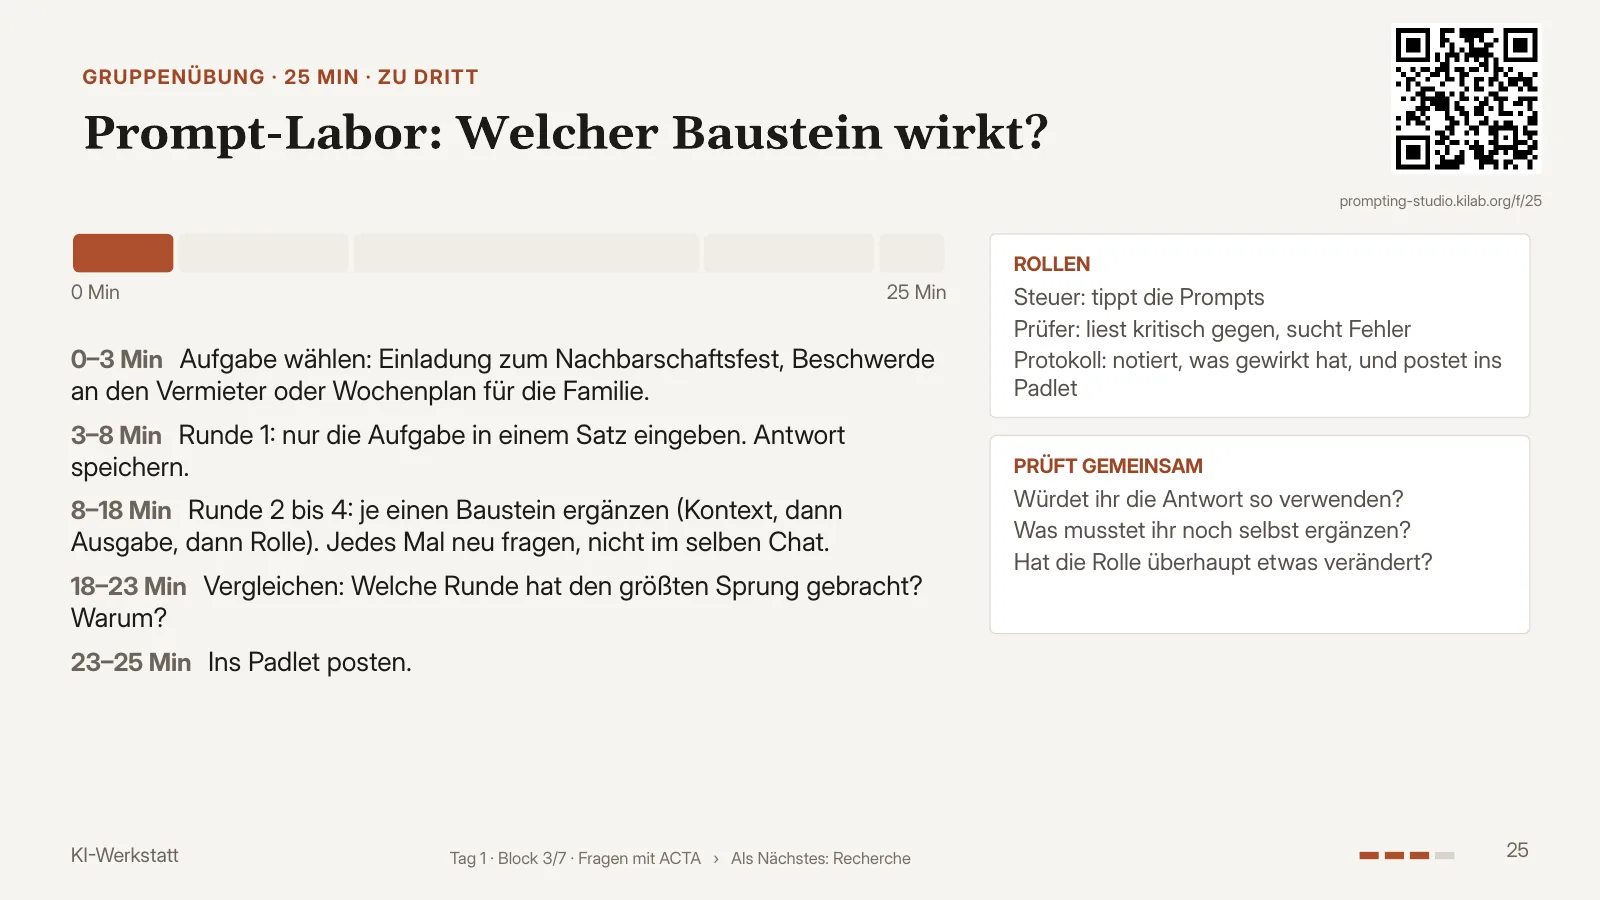 GRUPPENÜBUNG · 25 MIN · ZU DRITT
Prompt-Labor: Welcher Baustein wirkt?
prompting-studio.kilab.org/f/25
0 Min
25 Min
0–3 Min Aufgabe wählen: Einladung zum Nachbarschaftsfest, Beschwerde
an den Vermieter oder Wochenplan für die Familie.
3–8 Min Runde 1: nur die Aufgabe in einem Satz eingeben. Antwort
speichern.
8–18 Min Runde 2 bis 4: je einen Baustein ergänzen (Kontext, dann
Ausgabe, dann Rolle). Jedes Mal neu fragen, nicht im selben Chat.
18–23 Min Vergleichen: Welche Runde hat den größten Sprung gebracht?
Warum?
23–25 Min Ins Padlet posten.
ROLLEN
Steuer: tippt die Prompts
Prüfer: liest kritisch gegen, sucht Fehler
Protokoll: notiert, was gewirkt hat, und postet ins
Padlet
PRÜFT GEMEINSAM
Würdet ihr die Antwort so verwenden?
Was musstet ihr noch selbst ergänzen?
Hat die Rolle überhaupt etwas verändert?
KI-Werkstatt
Tag 1 · Block 3/7 · Fragen mit ACTA › Als Nächstes: Recherche
25